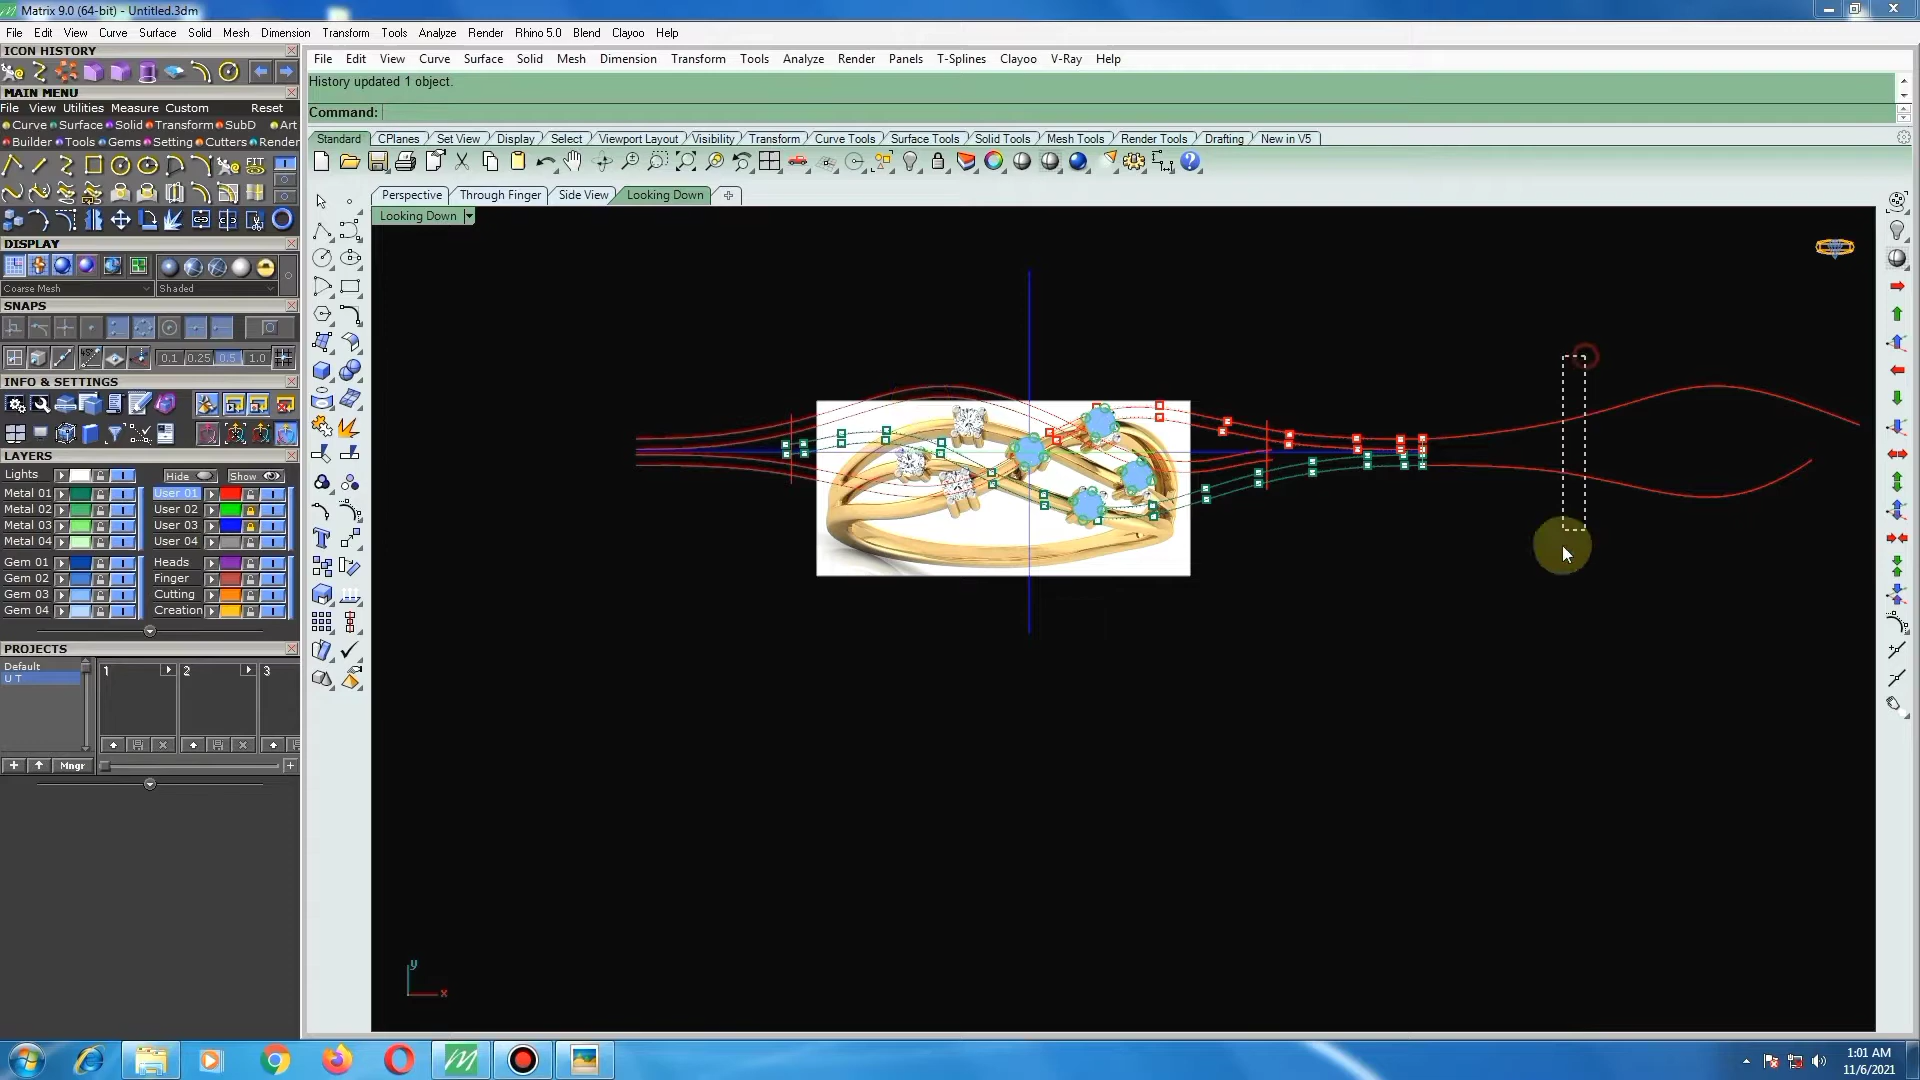 Matrix 9.0 (64-bit) - Untitled.3dm
File Edit View Curve Surface Solid Mesh Dimension Transform Tools Analyze Render Rhino 5.0 Blend Clayoo Help
ICON HISTORY
MAIN MENU
File View Utilities Measure Custom Reset
Curve Surface Solid Transform SubD Art
Builder Tools Gems Setting Cutters Render
FIT
DISPLAY
Coarse Mesh Shaded
SNAPS
0.1 0.25 0.5 1.0
INFO & SETTINGS
LAYERS
Lights Hide Show
Metal 01 User 01
Metal 02 User 02
Metal 03 User 03
Metal 04 User 04
Gem 01 Heads
Gem 02 Finger
Gem 03 Cutting
Gem 04 Creation
PROJECTS
Default
U T
1 2 3
Mngr
File Edit View Curve Surface Solid Mesh Dimension Transform Tools Analyze Render Panels T-Splines Clayoo V-Ray Help
History updated 1 object.
Command:
Standard CPlanes Set View Display Select Viewport Layout Visibility Transform Curve Tools Surface Tools Solid Tools Mesh Tools Render Tools Drafting New in V5
Perspective Through Finger Side View Looking Down
Looking Down
y
x
1:01 AM
11/6/2021